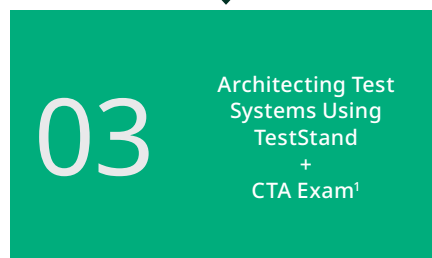 03
Architecting Test
Systems Using
TestStand
+
CTA Exam¹